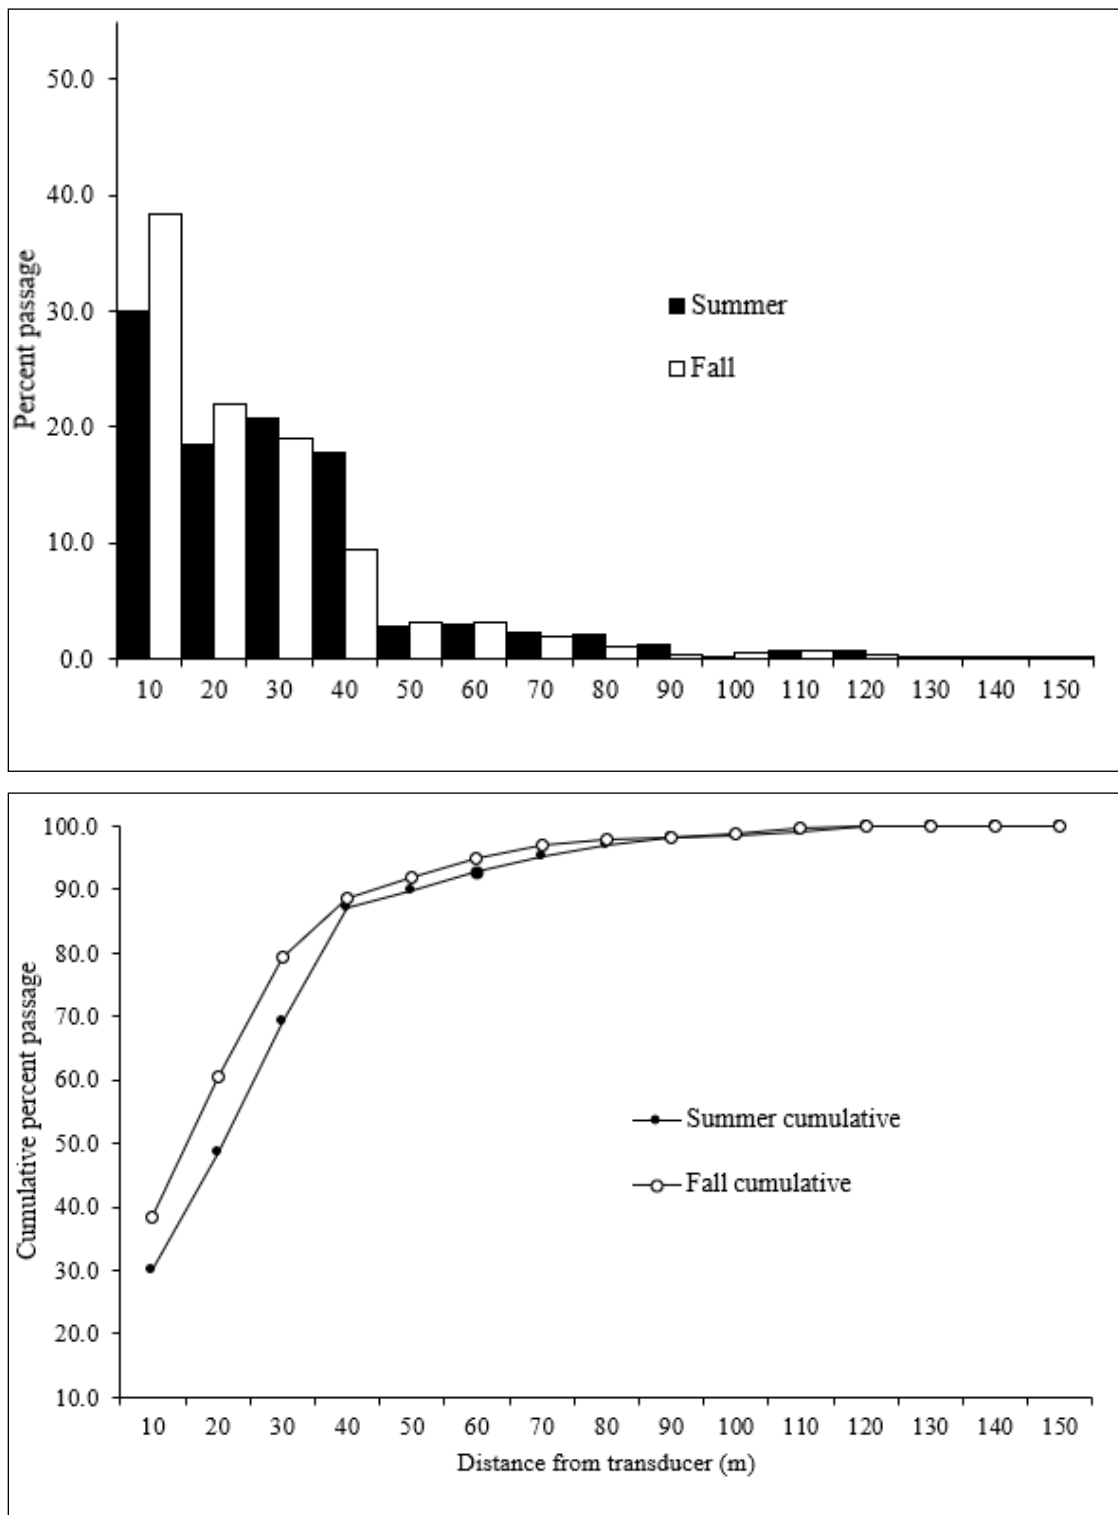 50.0
40.0
30.0
20.0
10.0
0.0
Percent passage
Summer
Fall
10 20 30 40 50 60 70 80 90 100 110 120 130 140 150
100.0
90.0
80.0
70.0
60.0
50.0
40.0
30.0
20.0
10.0
Cumulative percent passage
Summer cumulative
Fall cumulative
10 20 30 40 50 60 70 80 90 100 110 120 130 140 150
Distance from transducer (m)